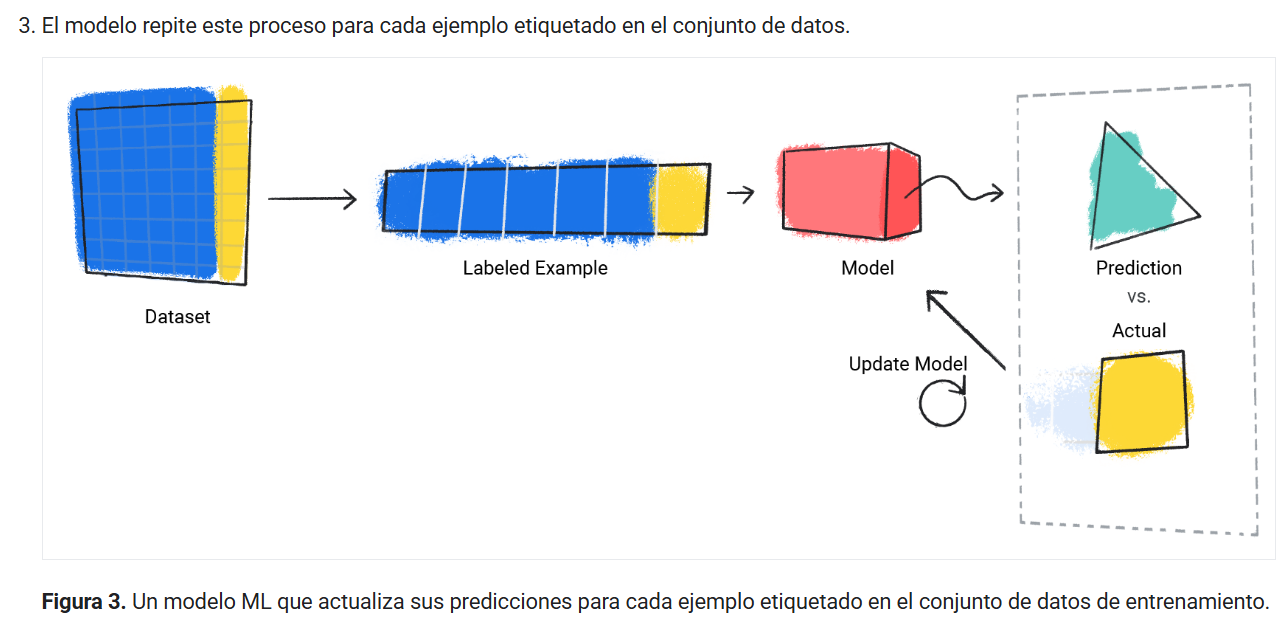 3. El modelo repite este proceso para cada ejemplo etiquetado en el conjunto de datos.
Dataset
Labeled Example
Model
Prediction
vs.
Actual
Update Model
Figura 3. Un modelo ML que actualiza sus predicciones para cada ejemplo etiquetado en el conjunto de datos de entrenamiento.